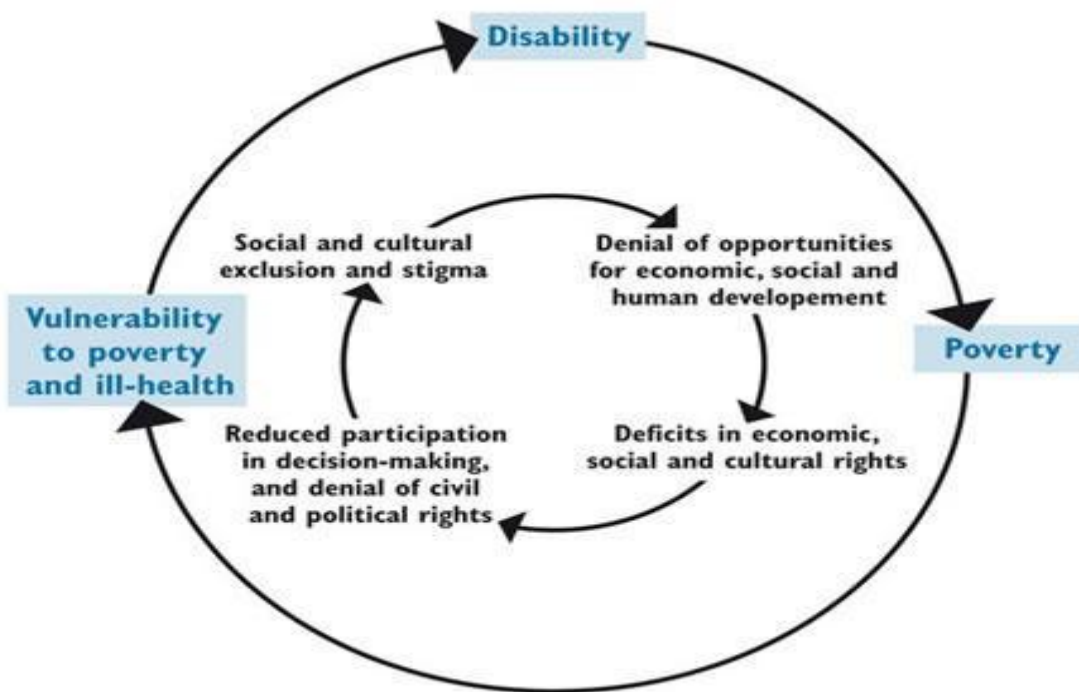 Disability
Social and cultural
exclusion and stigma
Denial of opportunities
for economic, social and
human developement
Vulnerability
to poverty
and ill-health
Poverty
Reduced participation
in decision-making,
and denial of civil
and political rights
Deficits in economic,
social and cultural rights